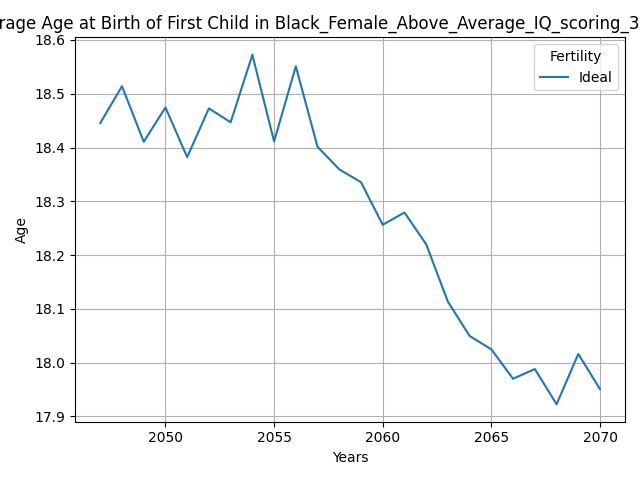 rage Age at Birth of First Child in Black_Female_Above_Average_IQ_scoring_3
Fertility
Ideal
18.6
18.5
18.4
18.3
18.2
18.1
18.0
17.9
Age
2050 2055 2060 2065 2070
Years